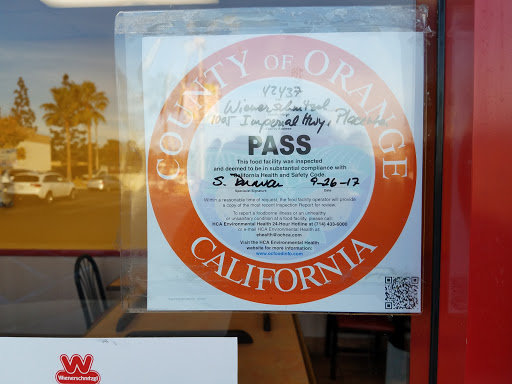 COUNTY OF ORANGE
42437
Wienerschnitzel
1005 Imperial Hwy, Placentia
PASS
This food facility was inspected
and deemed to be in substantial compliance with
California Health and Safety Code.
S. 9-26-17
Specialist Signature Date
Within a reasonable time of request, the food facility operator will provide
a copy of the most recent Inspection Report for review.
To report a foodborne illness or an unhealthy
or unsanitary condition at a food facility, please call:
HCA Environmental Health 24-Hour Hotline at (714) 433-6000
or e-mail HCA Environmental Health at
ehealth@ochca.com
Visit the HCA Environmental Health
website for more information:
www.ocfoodinfo.com
CALIFORNIA
W
Wienerschnitzel